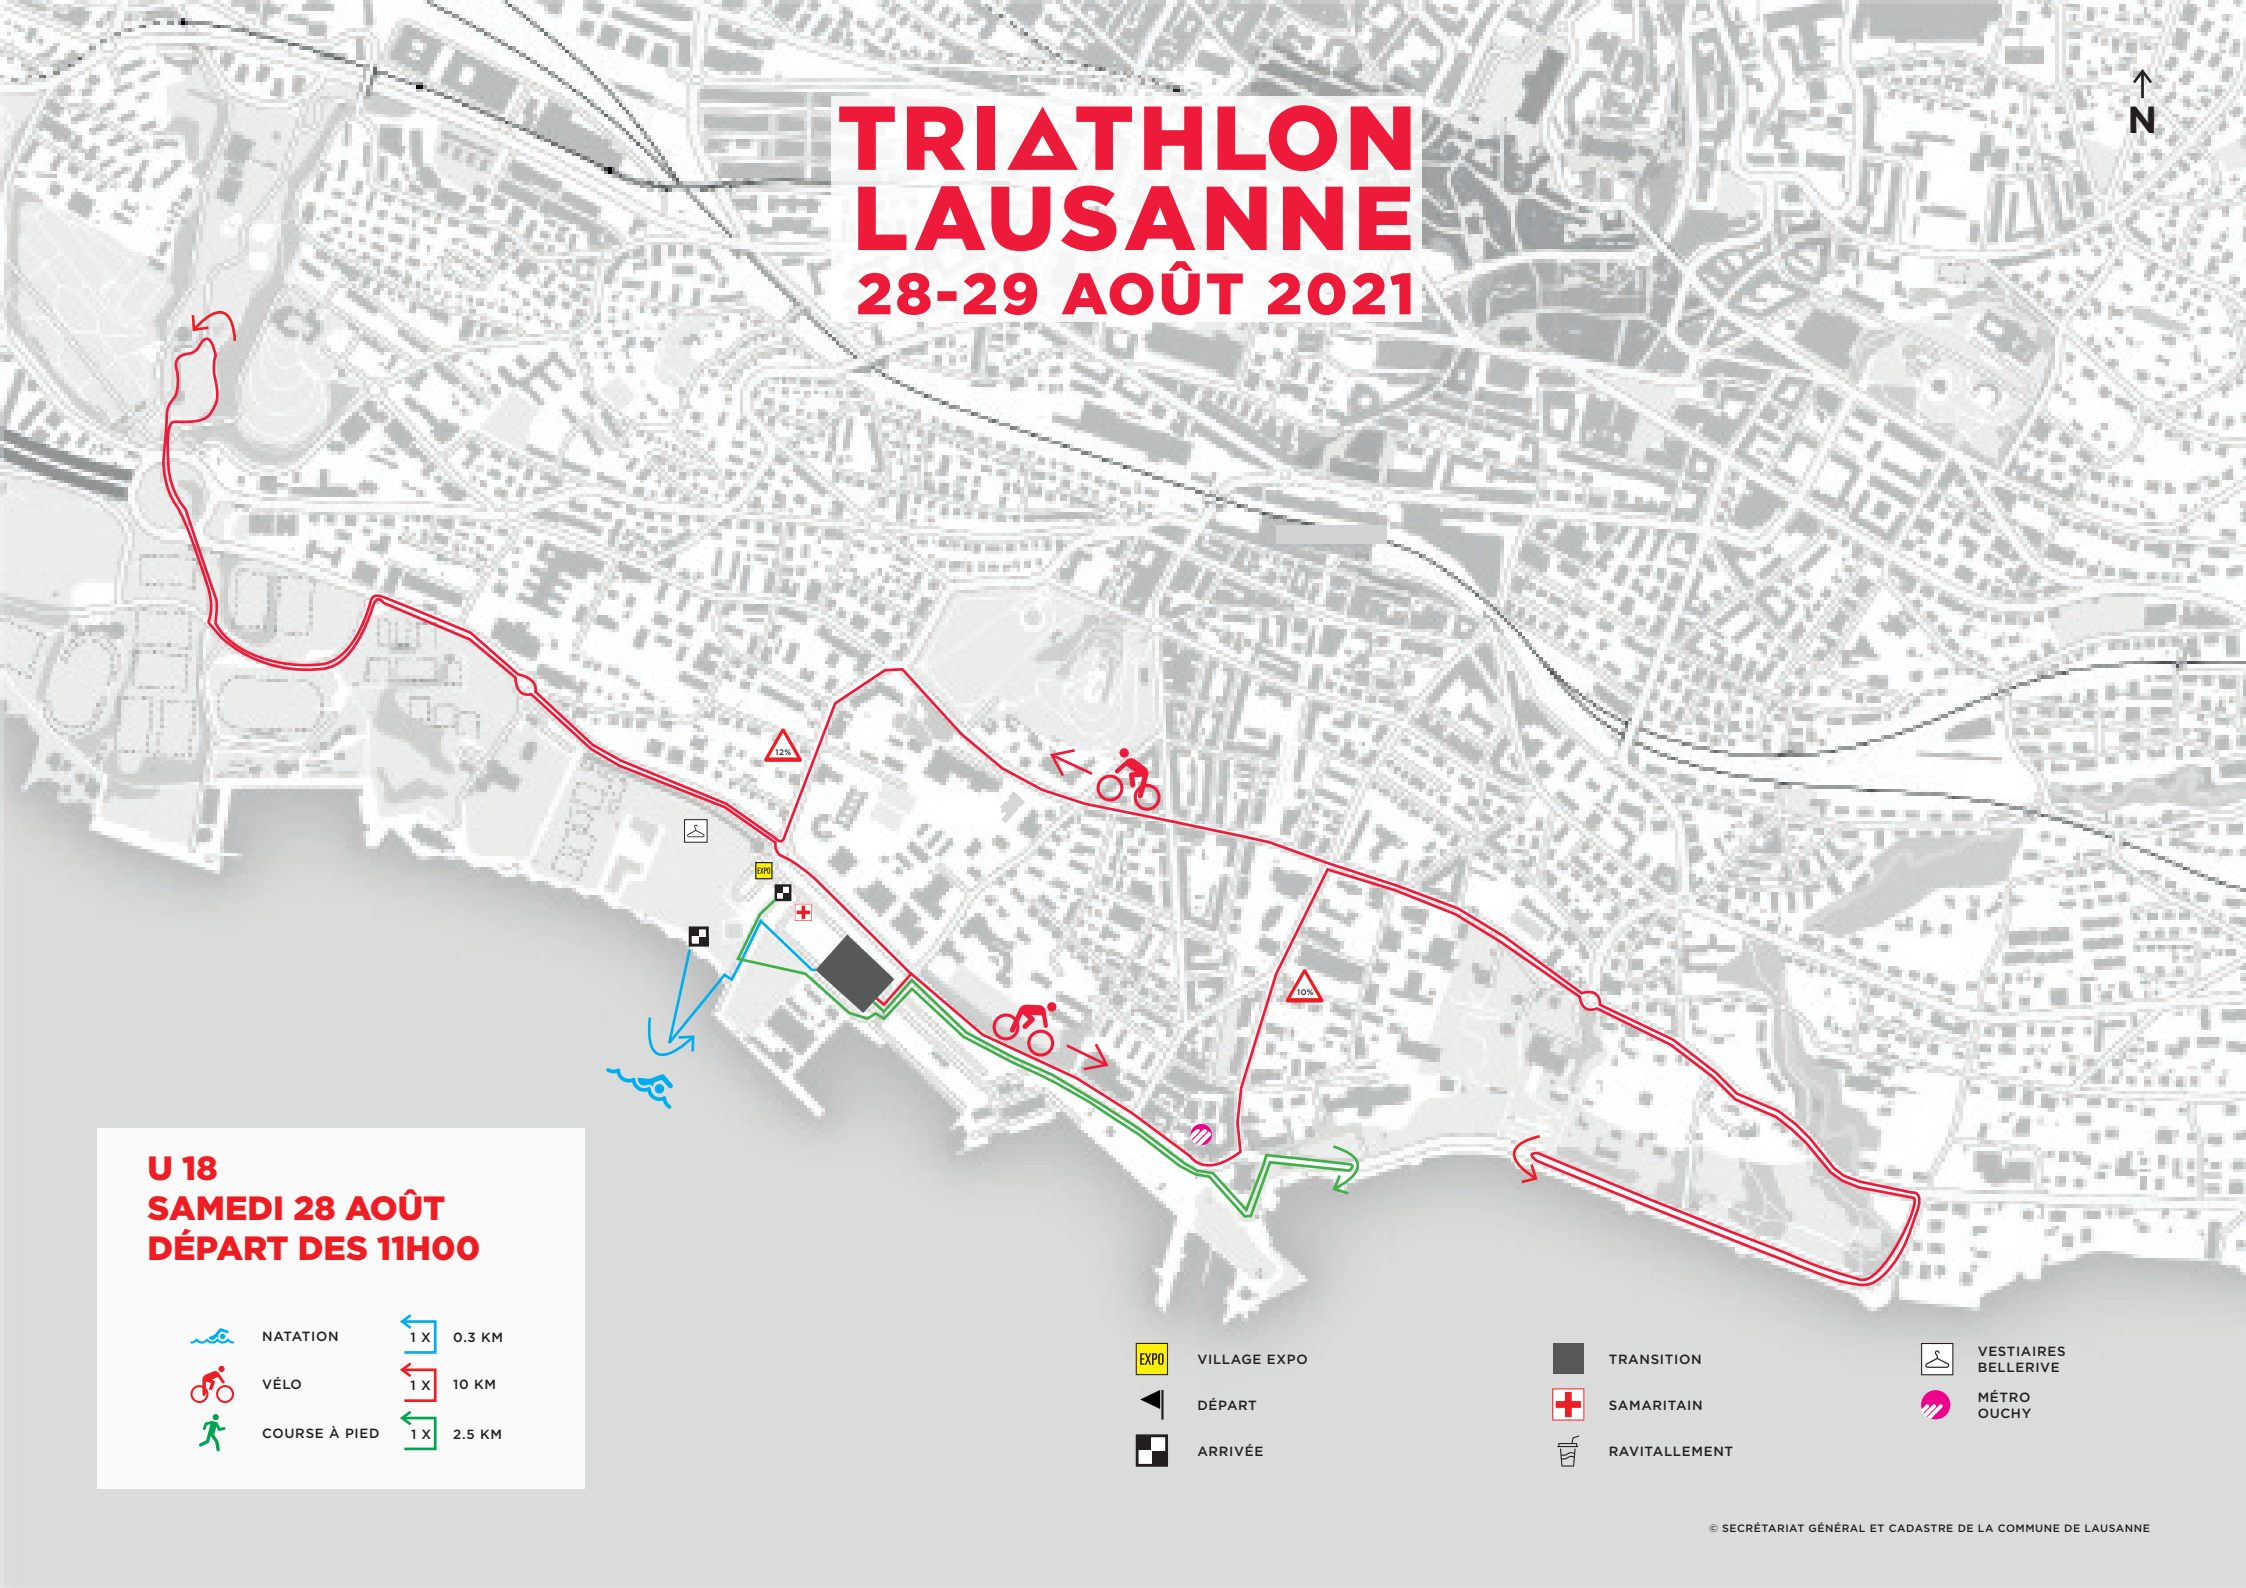 TRIATHLON
LAUSANNE
28-29 AOÛT 2021
N
12%
EXPO
10%
U 18
SAMEDI 28 AOÛT
DÉPART DES 11H00
NATATION 1 X 0.3 KM
VÉLO 1 X 10 KM
COURSE À PIED 1 X 2.5 KM
EXPO VILLAGE EXPO
DÉPART
ARRIVÉE
TRANSITION
SAMARITAIN
RAVITALLEMENT
VESTIAIRES
BELLERIVE
MÉTRO
OUCHY
© SECRÉTARIAT GÉNÉRAL ET CADASTRE DE LA COMMUNE DE LAUSANNE